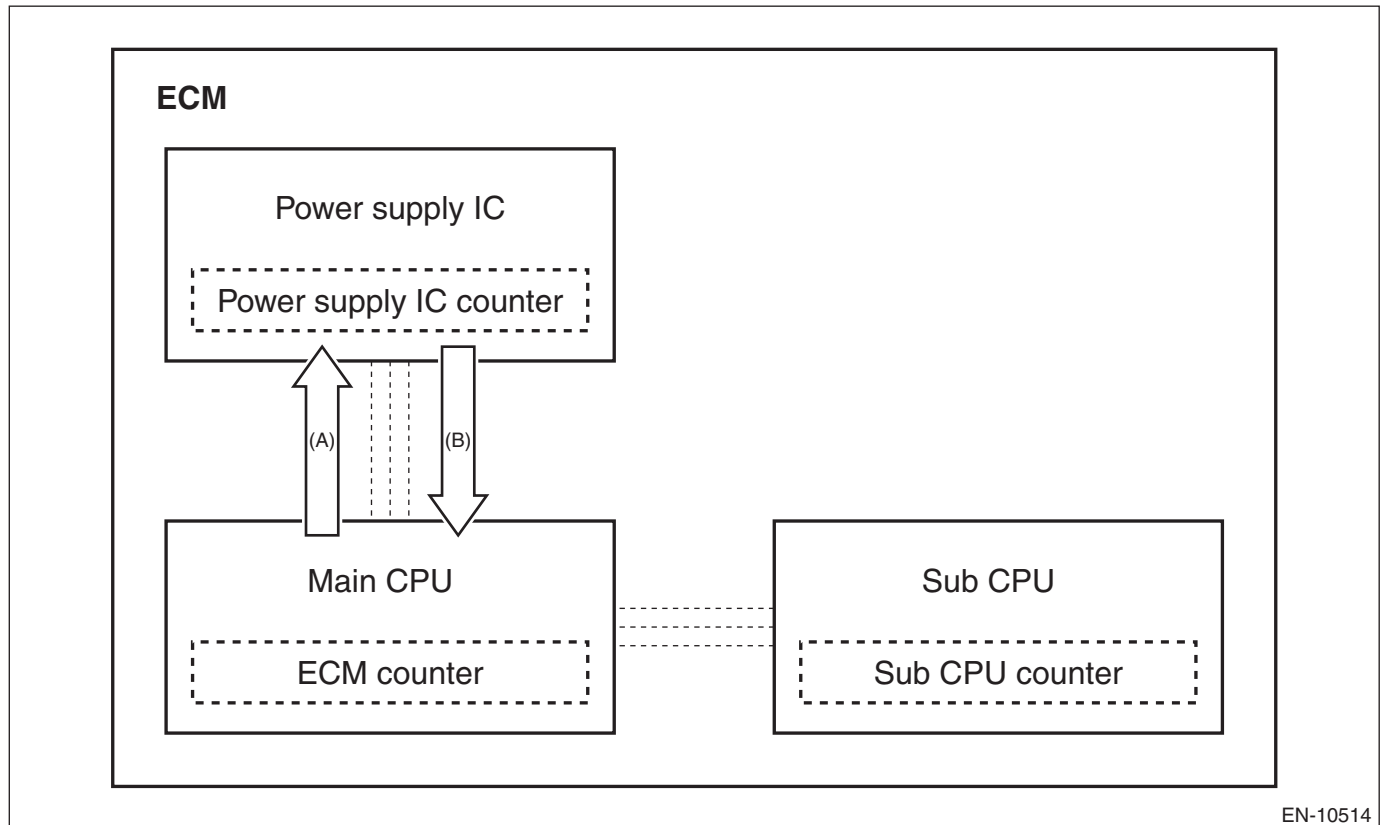 ECM
Power supply IC
Power supply IC counter
(A)
(B)
Main CPU
ECM counter
Sub CPU
Sub CPU counter
EN-10514